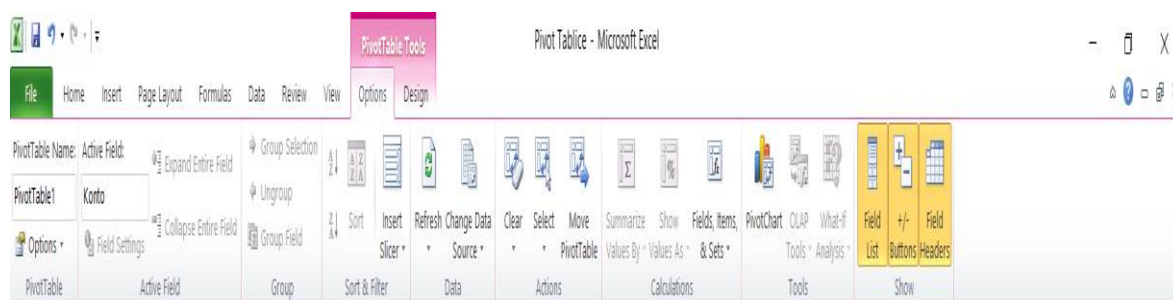 PivotTable Tools
Pivot Tablice - Microsoft Excel
File Home Insert Page Layout Formulas Data Review View Options Design
PivotTable Name:
PivotTable1
Options
PivotTable
Active Field:
Konto
Field Settings
Expand Entire Field
Collapse Entire Field
Active Field
Group Selection
Ungroup
Group Field
Group
Sort
Insert
Slicer
Sort & Filter
Refresh
Change Data
Source
Data
Clear
Select
Move
PivotTable
Actions
Summarize
Values By
Show
Values As
Fields, Items,
& Sets
Calculations
PivotChart
OLAP
Tools
What-If
Analysis
Tools
Field
List
+/-
Buttons
Field
Headers
Show